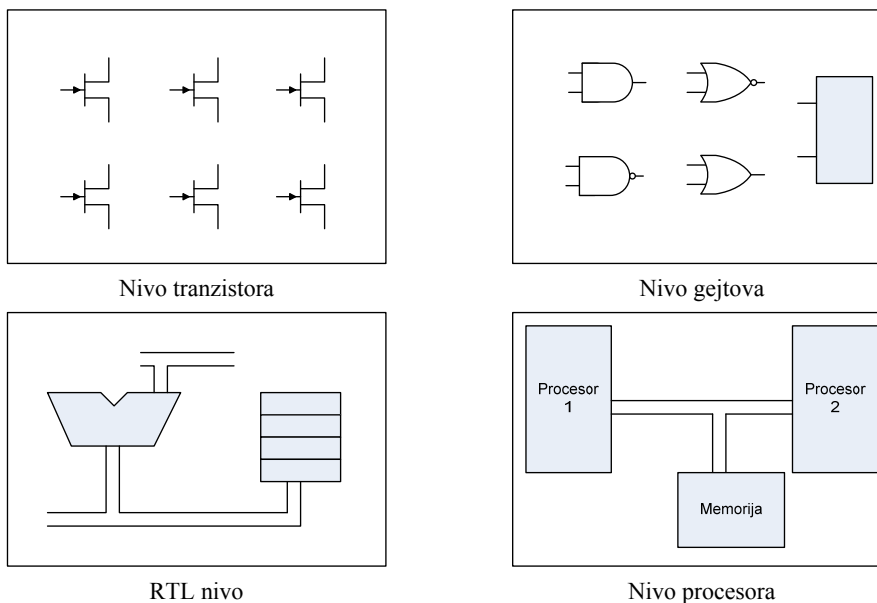 Nivo tranzistora
Nivo gejtova
Procesor
1
Procesor
2
Memorija
RTL nivo
Nivo procesora